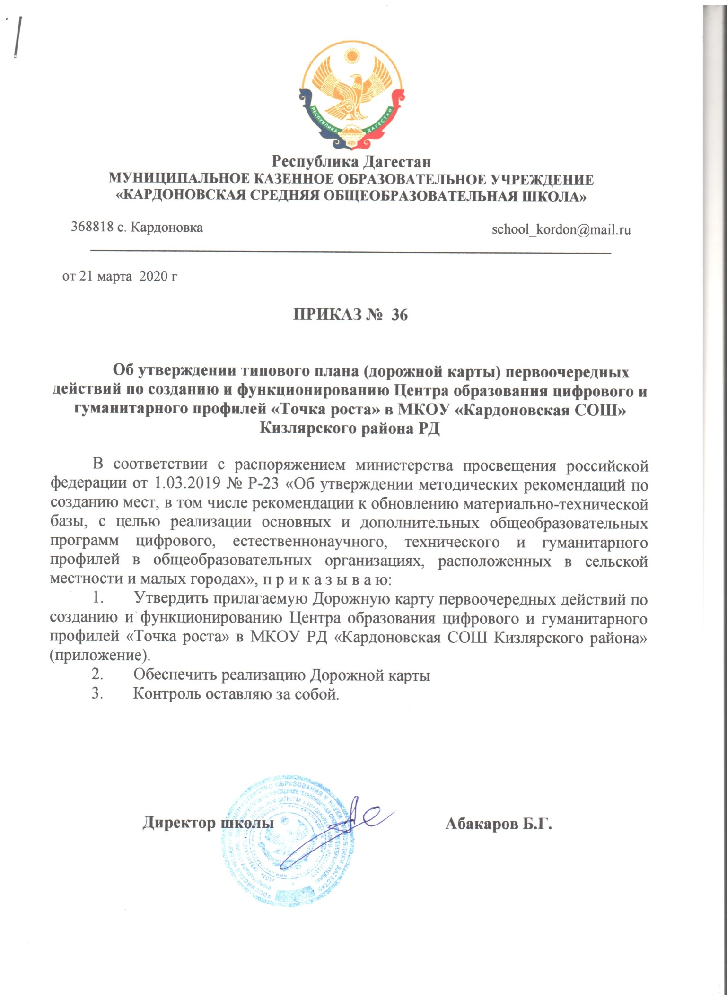 РЕСПУБЛИКА ДАГЕСТАН
Республика Дагестан
МУНИЦИПАЛЬНОЕ КАЗЕННОЕ ОБРАЗОВАТЕЛЬНОЕ УЧРЕЖДЕНИЕ
«КАРДОНОВСКАЯ СРЕДНЯЯ ОБЩЕОБРАЗОВАТЕЛЬНАЯ ШКОЛА»
368818 с. Кардоновка school_kordon@mail.ru
от 21 марта 2020 г
ПРИКАЗ № 36
Об утверждении типового плана (дорожной карты) первоочередных
действий по созданию и функционированию Центра образования цифрового и
гуманитарного профилей «Точка роста» в МКОУ «Кардоновская СОШ»
Кизлярского района РД
В соответствии с распоряжением министерства просвещения российской
федерации от 1.03.2019 № Р-23 «Об утверждении методических рекомендаций по
созданию мест, в том числе рекомендации к обновлению материально-технической
базы, с целью реализации основных и дополнительных общеобразовательных
программ цифрового, естественнонаучного, технического и гуманитарного
профилей в общеобразовательных организациях, расположенных в сельской
местности и малых городах», п р и к а з ы в а ю:
1. Утвердить прилагаемую Дорожную карту первоочередных действий по
созданию и функционированию Центра образования цифрового и гуманитарного
профилей «Точка роста» в МКОУ РД «Кардоновская СОШ Кизлярского района»
(приложение).
2. Обеспечить реализацию Дорожной карты
3. Контроль оставляю за собой.
Директор школы Абакаров Б.Г.
ОБРАЗОВАНИЯ И НАУКИ РЕСПУБЛИКИ ДАГЕСТАН